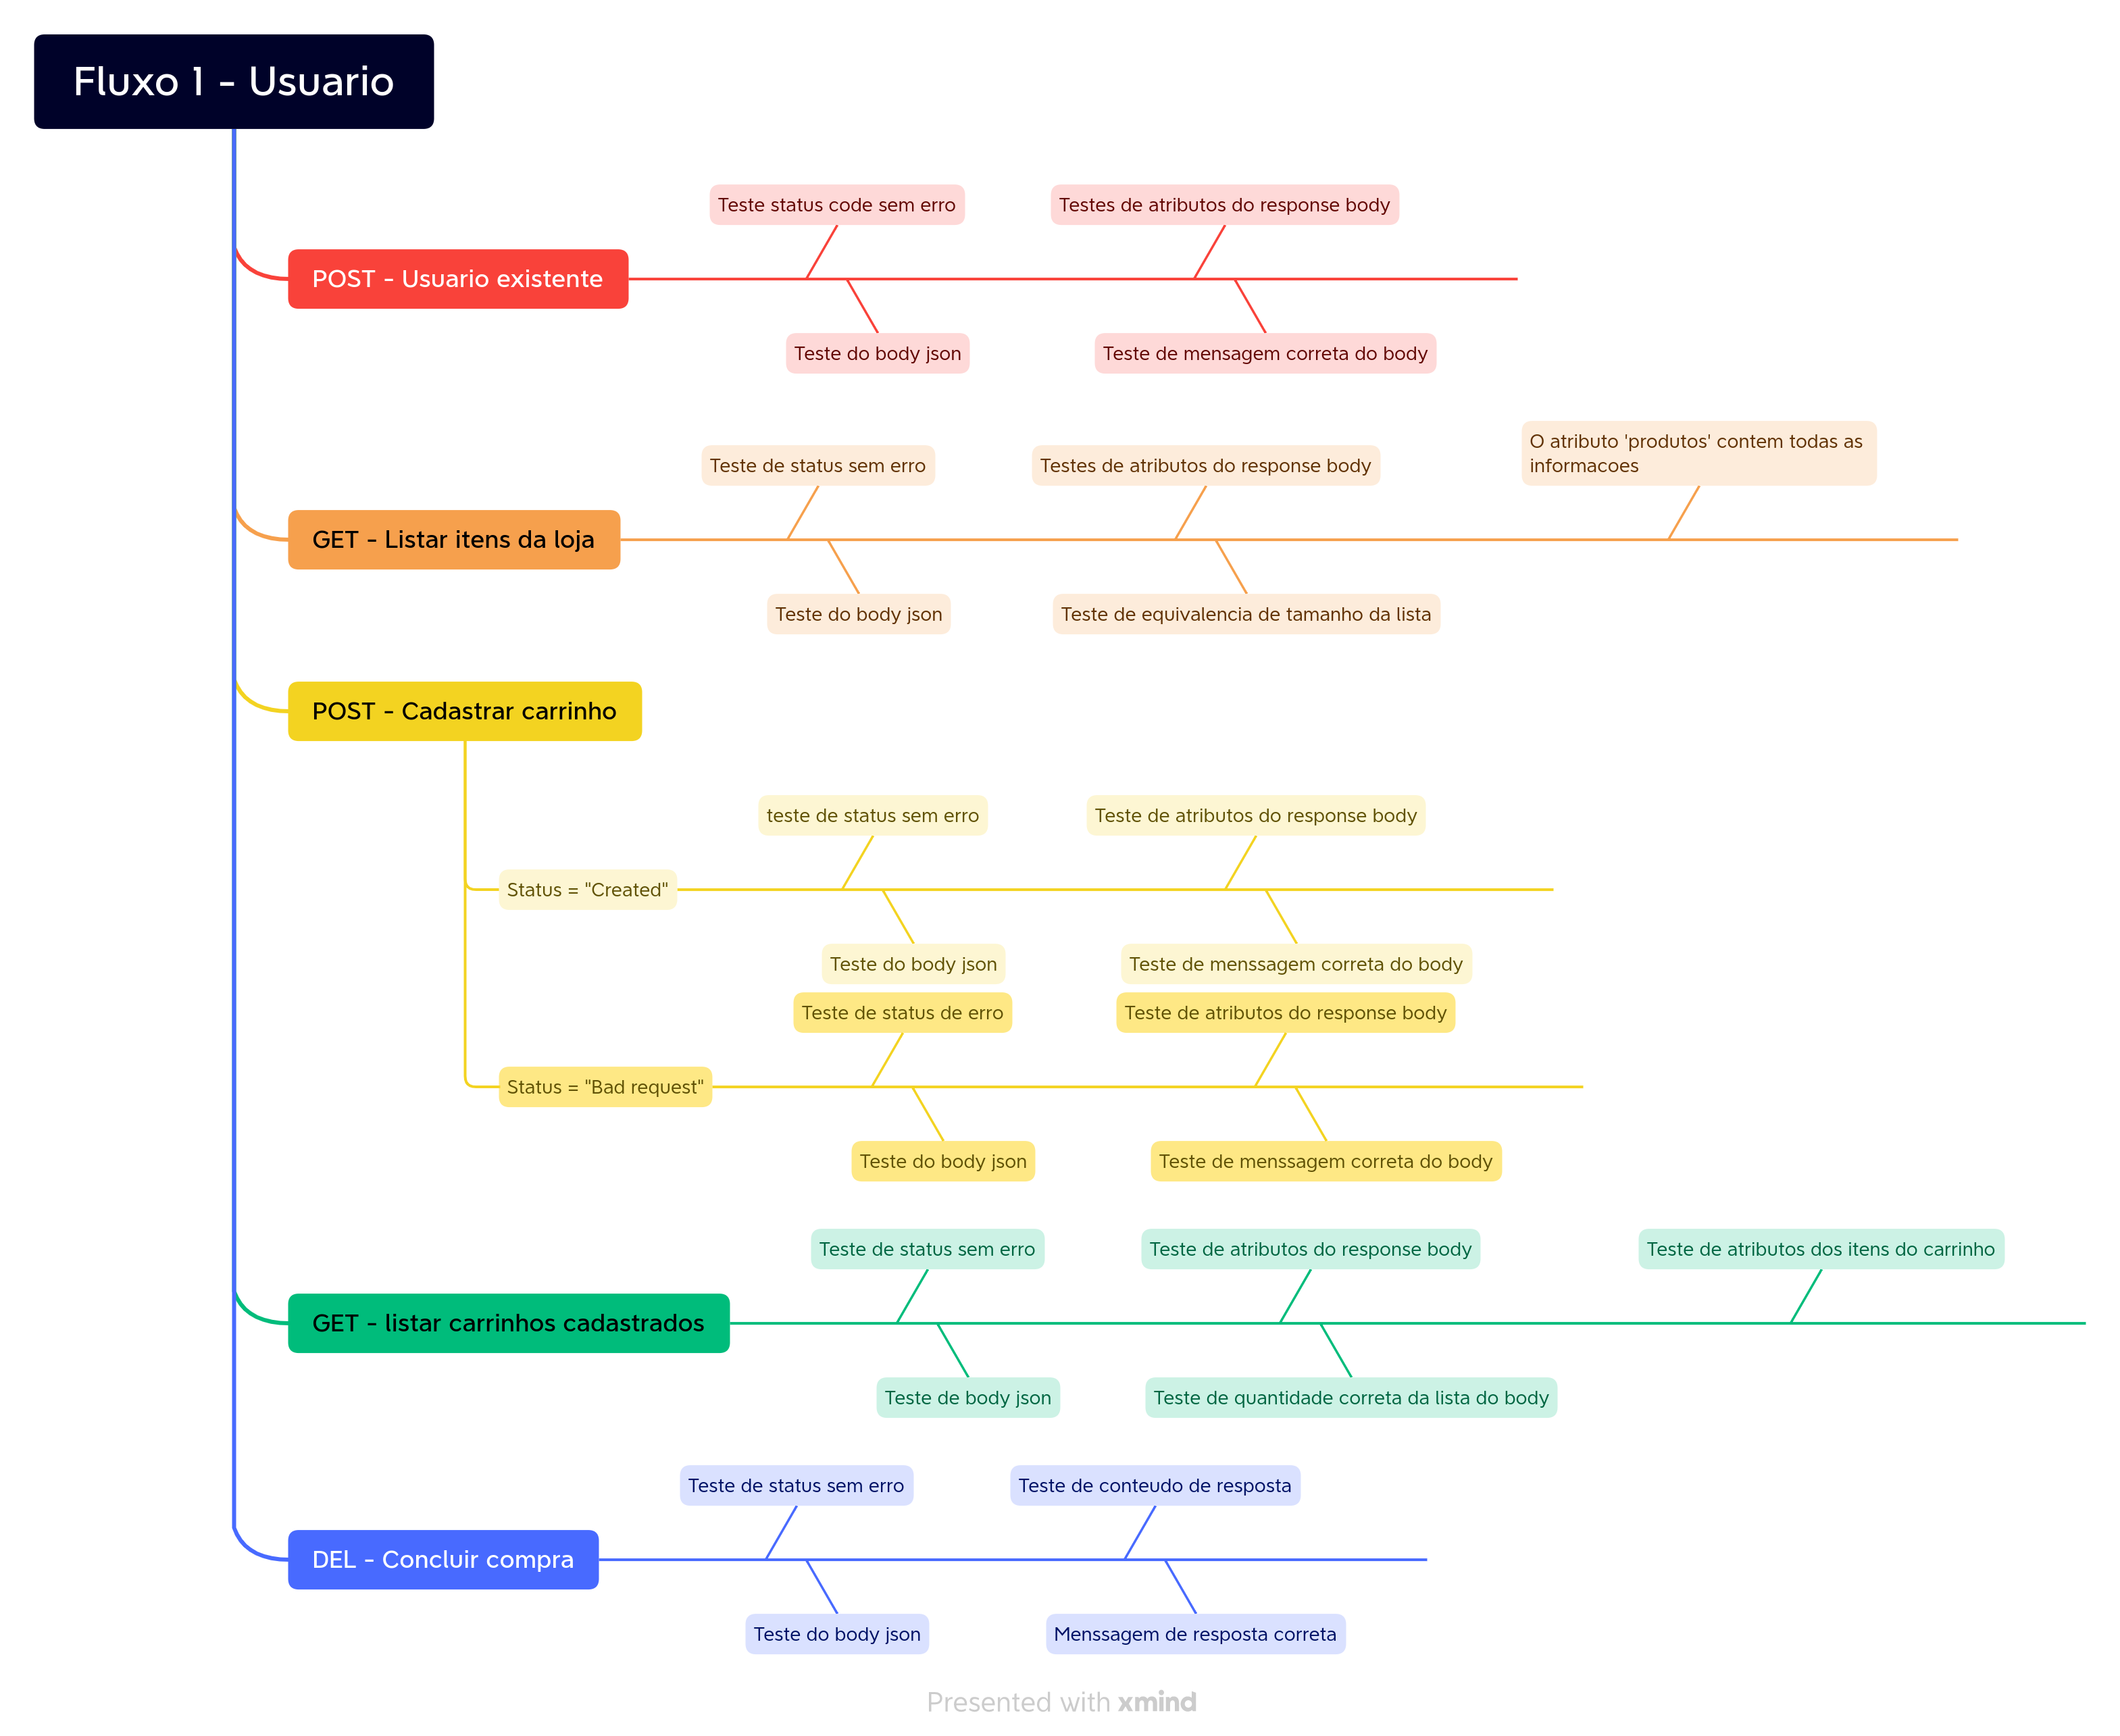 Fluxo 1 - Usuario
Teste status code sem erro
Testes de atributos do response body
POST - Usuario existente
Teste do body json
Teste de mensagem correta do body
O atributo 'produtos' contem todas as
informacoes
Teste de status sem erro
Testes de atributos do response body
GET - Listar itens da loja
Teste do body json
Teste de equivalencia de tamanho da lista
POST - Cadastrar carrinho
teste de status sem erro
Teste de atributos do response body
Status = "Created"
Teste do body json
Teste de menssagem correta do body
Teste de status de erro
Teste de atributos do response body
Status = "Bad request"
Teste do body json
Teste de menssagem correta do body
Teste de status sem erro
Teste de atributos do response body
Teste de atributos dos itens do carrinho
GET - listar carrinhos cadastrados
Teste de body json
Teste de quantidade correta da lista do body
Teste de status sem erro
Teste de conteudo de resposta
DEL - Concluir compra
Teste do body json
Menssagem de resposta correta
Presented with xmind